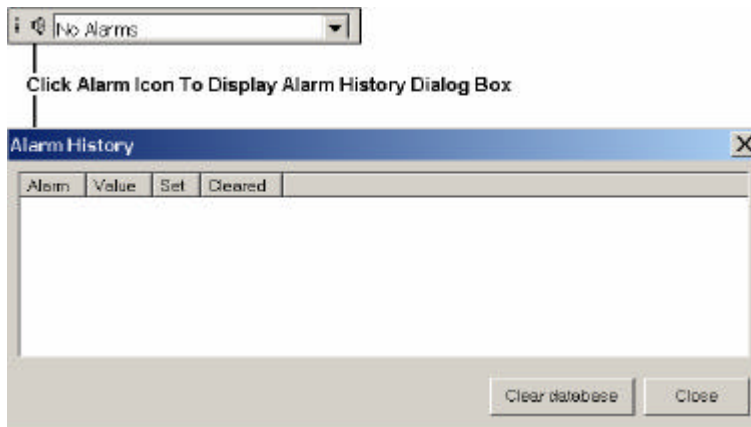 No Alarms
Click Alarm Icon To Display Alarm History Dialog Box
Alarm History
Alarm Value Set Cleared
Clear database Close